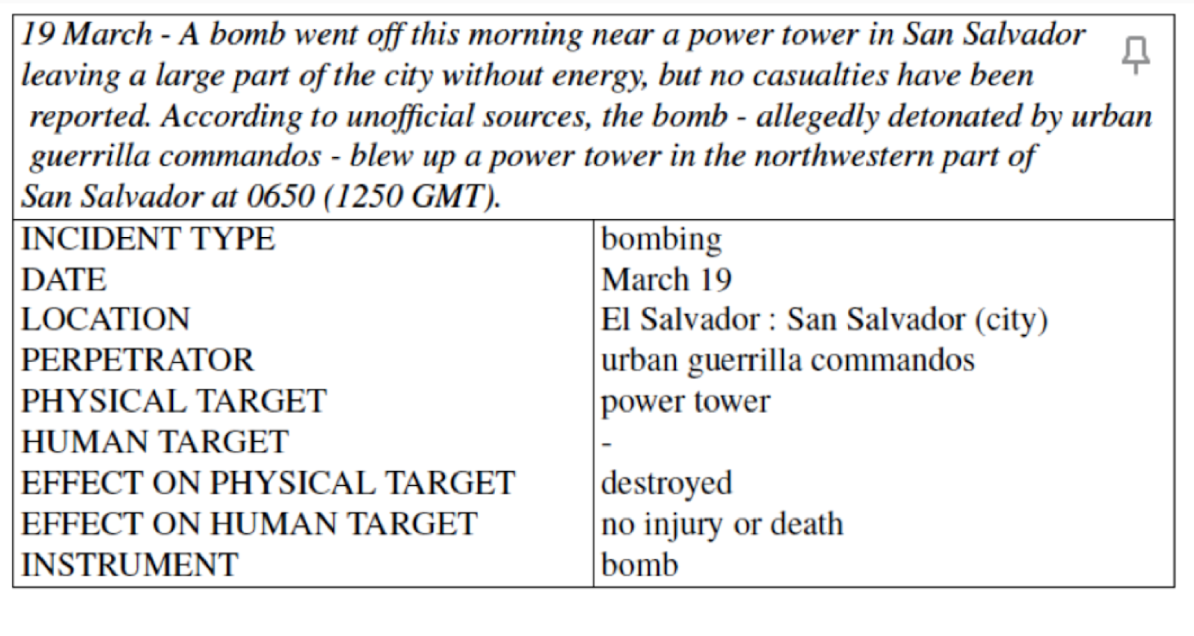 19 March - A bomb went off this morning near a power tower in San Salvador
leaving a large part of the city without energy, but no casualties have been
reported. According to unofficial sources, the bomb - allegedly detonated by urban
guerrilla commandos - blew up a power tower in the northwestern part of
San Salvador at 0650 (1250 GMT).
INCIDENT TYPE bombing
DATE March 19
LOCATION El Salvador : San Salvador (city)
PERPETRATOR urban guerrilla commandos
PHYSICAL TARGET power tower
HUMAN TARGET -
EFFECT ON PHYSICAL TARGET destroyed
EFFECT ON HUMAN TARGET no injury or death
INSTRUMENT bomb